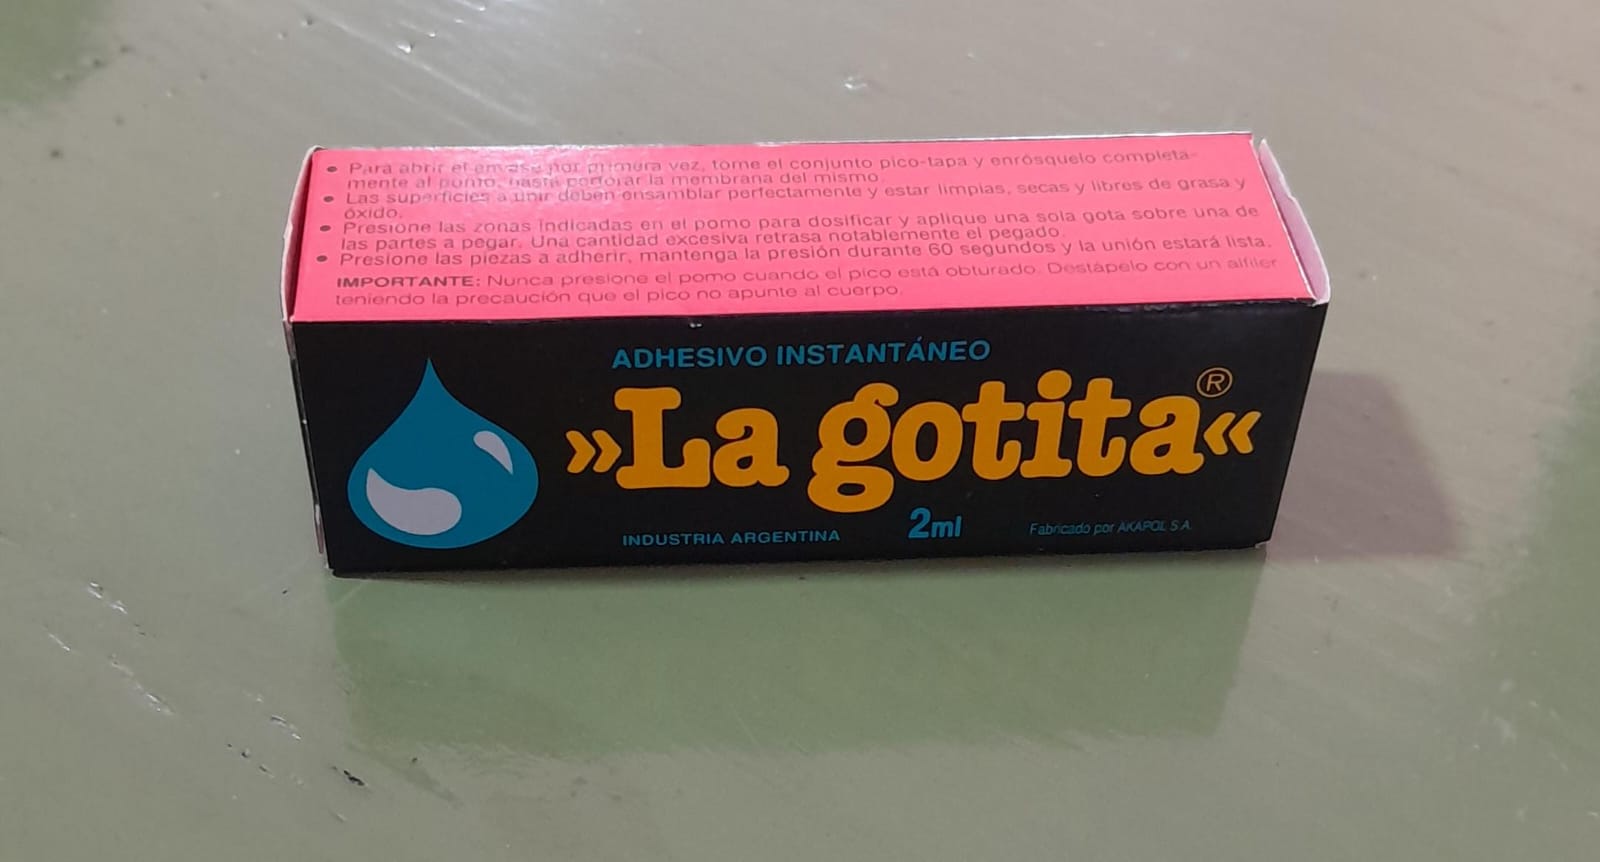 • Para abrir el envase por primera vez, tome el conjunto pico-tapa y enrósquelo completa-
mente al pomo, hasta perforar la membrana del mismo.
• Las superficies a unir deben ensamblar perfectamente y estar limpias, secas y libres de grasa y
óxido.
• Presione las zonas indicadas en el pomo para dosificar y aplique una sola gota sobre una de
las partes a pegar. Una cantidad excesiva retrasa notablemente el pegado.
• Presione las piezas a adherir, mantenga la presión durante 60 segundos y la unión estará lista.
IMPORTANTE: Nunca presione el pomo cuando el pico está obturado. Destápelo con un alfiler
teniendo la precaución que el pico no apunte al cuerpo.
ADHESIVO INSTANTÁNEO
»La gotita®«
INDUSTRIA ARGENTINA 2ml Fabricado por AKAPOL S.A.